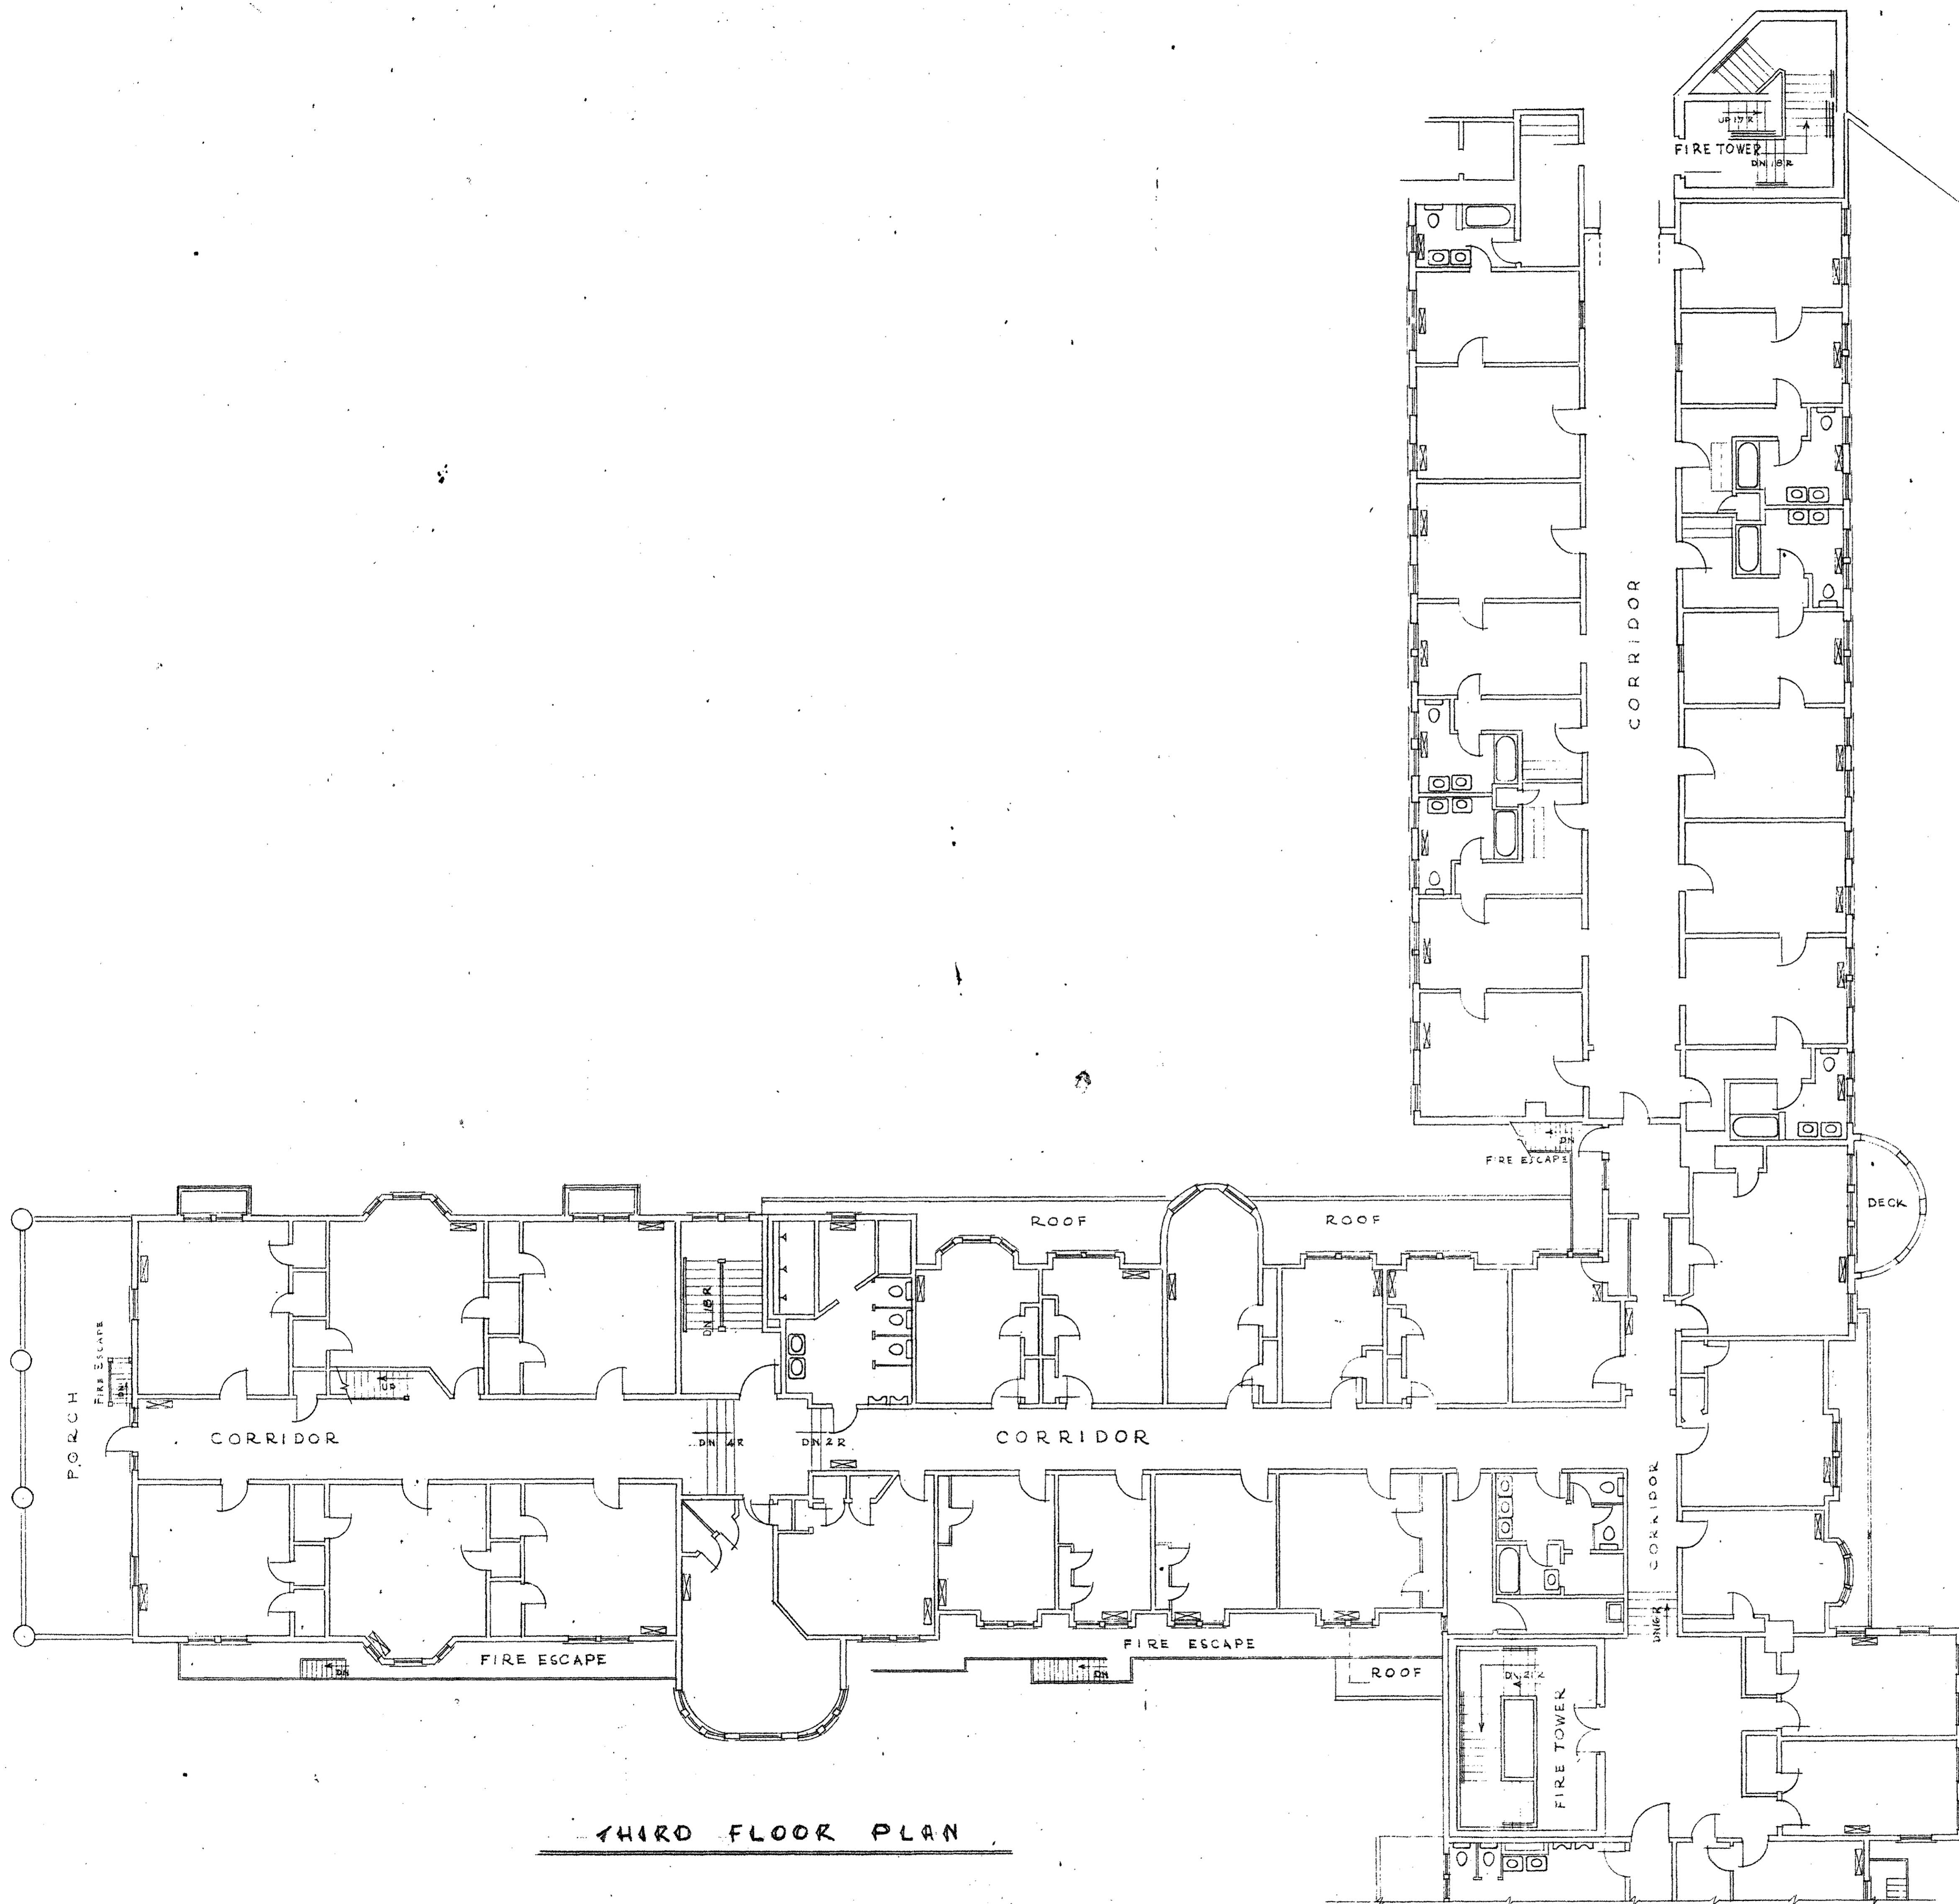 UP 17 R
FIRE TOWER
DN 18 R
CORRIDOR
DN
FIRE ESCAPE
DECK
ROOF
ROOF
DN 18 R
FIRE ESCAPE
DN
UP
PORCH
CORRIDOR
DN 4 R
DN 2 R
CORRIDOR
CORRIDOR
DN 6 R
FIRE ESCAPE
DN
FIRE ESCAPE
DN
ROOF
DN 21 R
FIRE TOWER
THIRD FLOOR PLAN